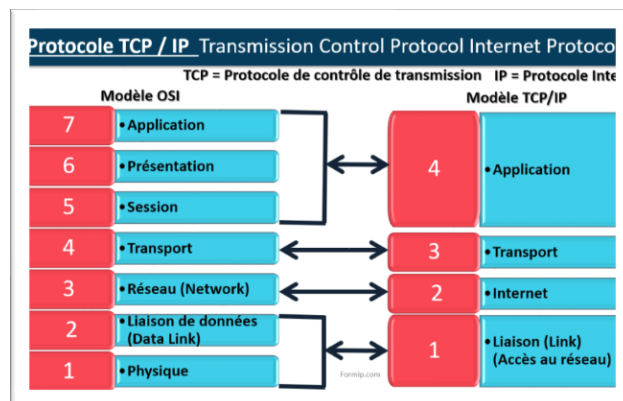 Protocole TCP / IP Transmission Control Protocol Internet Protoco
TCP = Protocole de contrôle de transmission IP = Protocole Inte
Modèle OSI
Modèle TCP/IP
7 •Application
6 •Présentation
5 •Session
4 •Transport
3 •Réseau (Network)
2 •Liaison de données
(Data Link)
1 •Physique
4 •Application
3 •Transport
2 •Internet
1 •Liaison (Link)
(Accès au réseau)
Formip.com